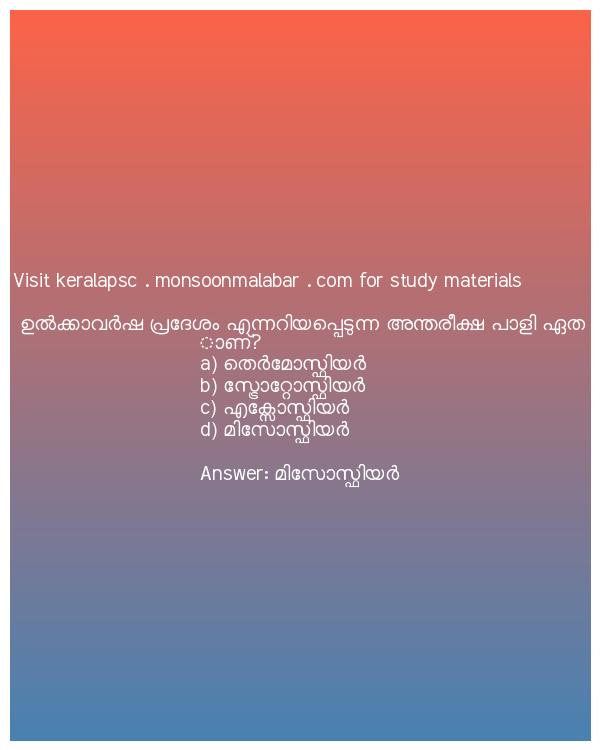 Visit keralapsc . monsoonmalabar . com for study materials
ഉൽക്കാവർഷ പ്രദേശം എന്നറിയപ്പെടുന്ന അന്തരീക്ഷ പാളി ഏത
ാണ്?
a) തെർമോസ്ഫിയർ
b) സ്ട്രോറ്റോസ്ഫിയർ
c) എക്സോസ്ഫിയർ
d) മിസോസ്ഫിയർ
Answer: മിസോസ്ഫിയർ